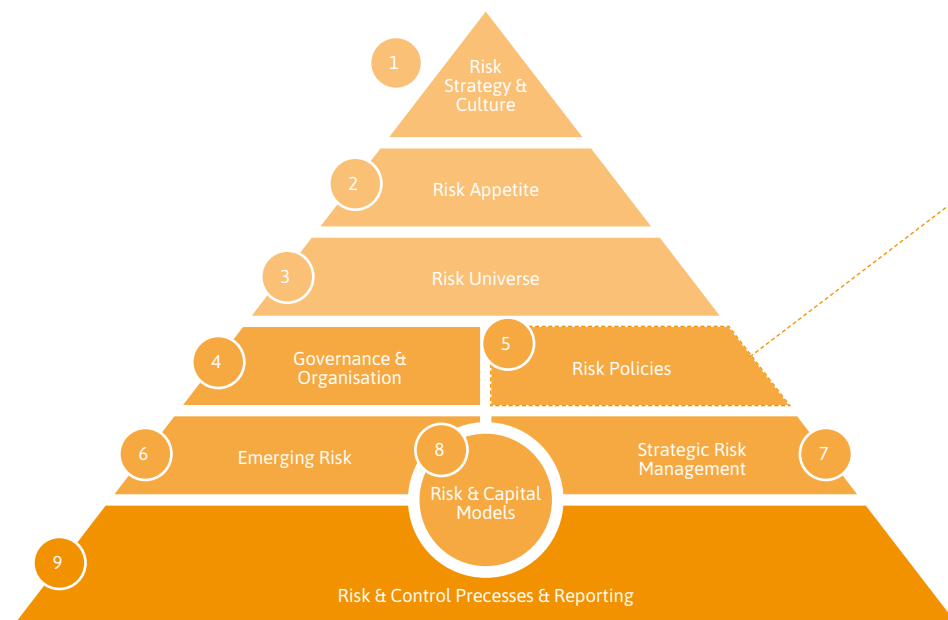 1
Risk
Strategy &
Culture
2
Risk Appetite
3
Risk Universe
4
Governance &
Organisation
5
Risk Policies
6
Emerging Risk
8
Risk & Capital
Models
Strategic Risk
Management
7
9
Risk & Control Precesses & Reporting